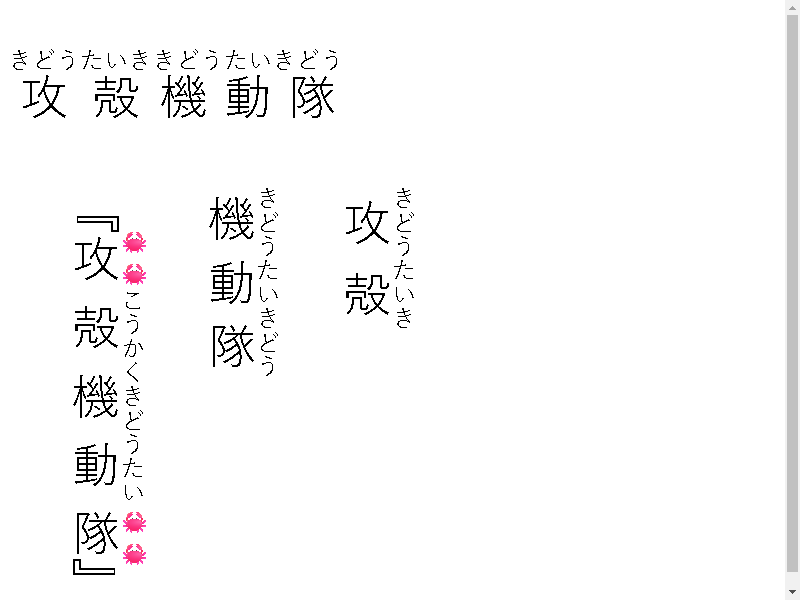 きどうたいききどうたいきどう
攻殻機動隊
きどうたいき
攻殻
きどうたいきどう
機動隊
🦀🦀こうかくきどうたい🦀🦀
『攻殻機動隊』